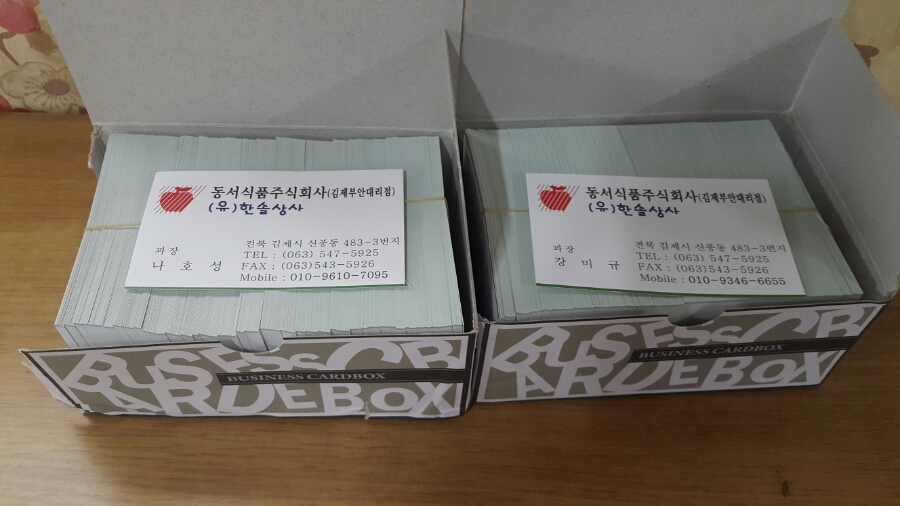 동서식품주식회사(김제부안대리점)
(유)한솔상사
과장
나 호 성
전북 김제시 신풍동 483-3번지
TEL : (063) 547-5925
FAX : (063)543-5926
Mobile : 010-9610-7095
BUSINESS CARDBOX
동서식품주식회사(김제부안대리점)
(유)한솔상사
과장
강 미 규
전북 김제시 신풍동 483-3번지
TEL : (063) 547-5925
FAX : (063)543-5926
Mobile : 010-9346-6655
BUSINESS CARDBOX